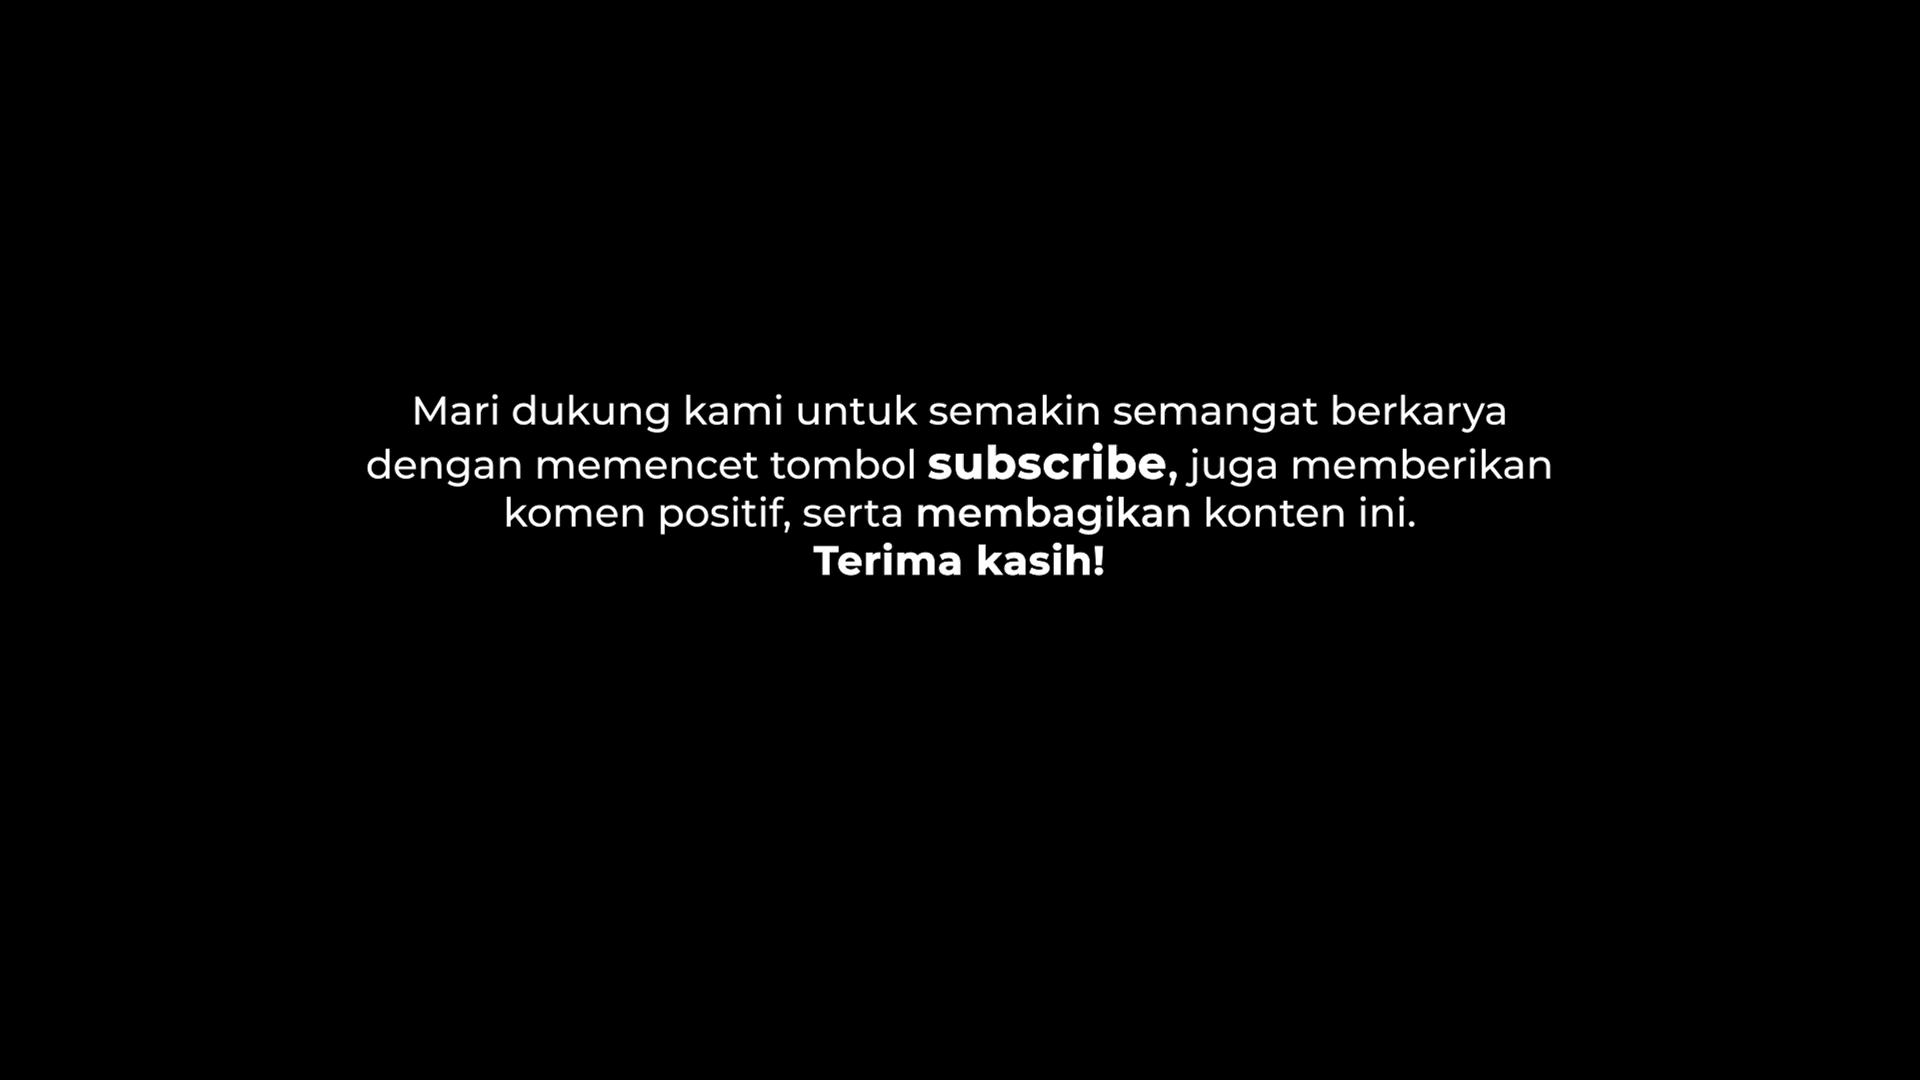 Mari dukung kami untuk semakin semangat berkarya
dengan memencet tombol subscribe, juga memberikan
komen positif, serta membagikan konten ini.
Terima kasih!